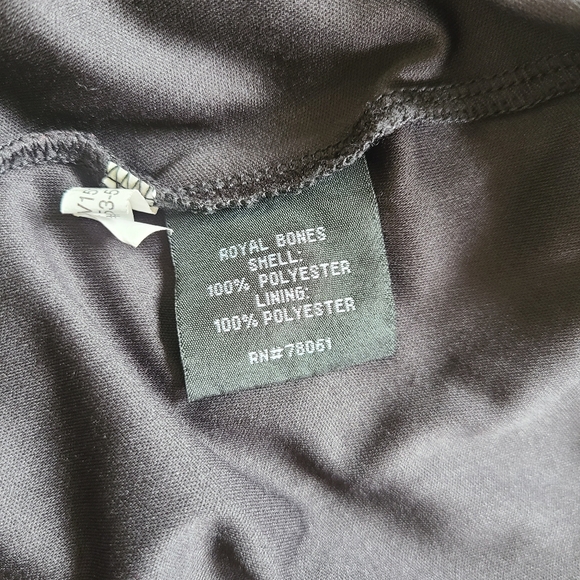 ROYAL BONES
SHELL:
100% POLYESTER
LINING:
100% POLYESTER
RN#78061